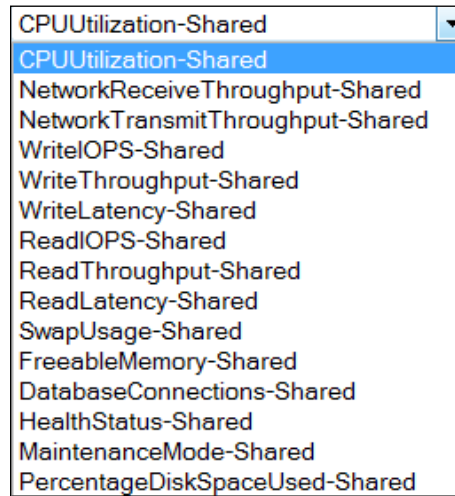 CPUUtilization-Shared
CPUUtilization-Shared
NetworkReceiveThroughput-Shared
NetworkTransmitThroughput-Shared
WriteIOPS-Shared
WriteThroughput-Shared
WriteLatency-Shared
ReadIOPS-Shared
ReadThroughput-Shared
ReadLatency-Shared
SwapUsage-Shared
FreeableMemory-Shared
DatabaseConnections-Shared
HealthStatus-Shared
MaintenanceMode-Shared
PercentageDiskSpaceUsed-Shared